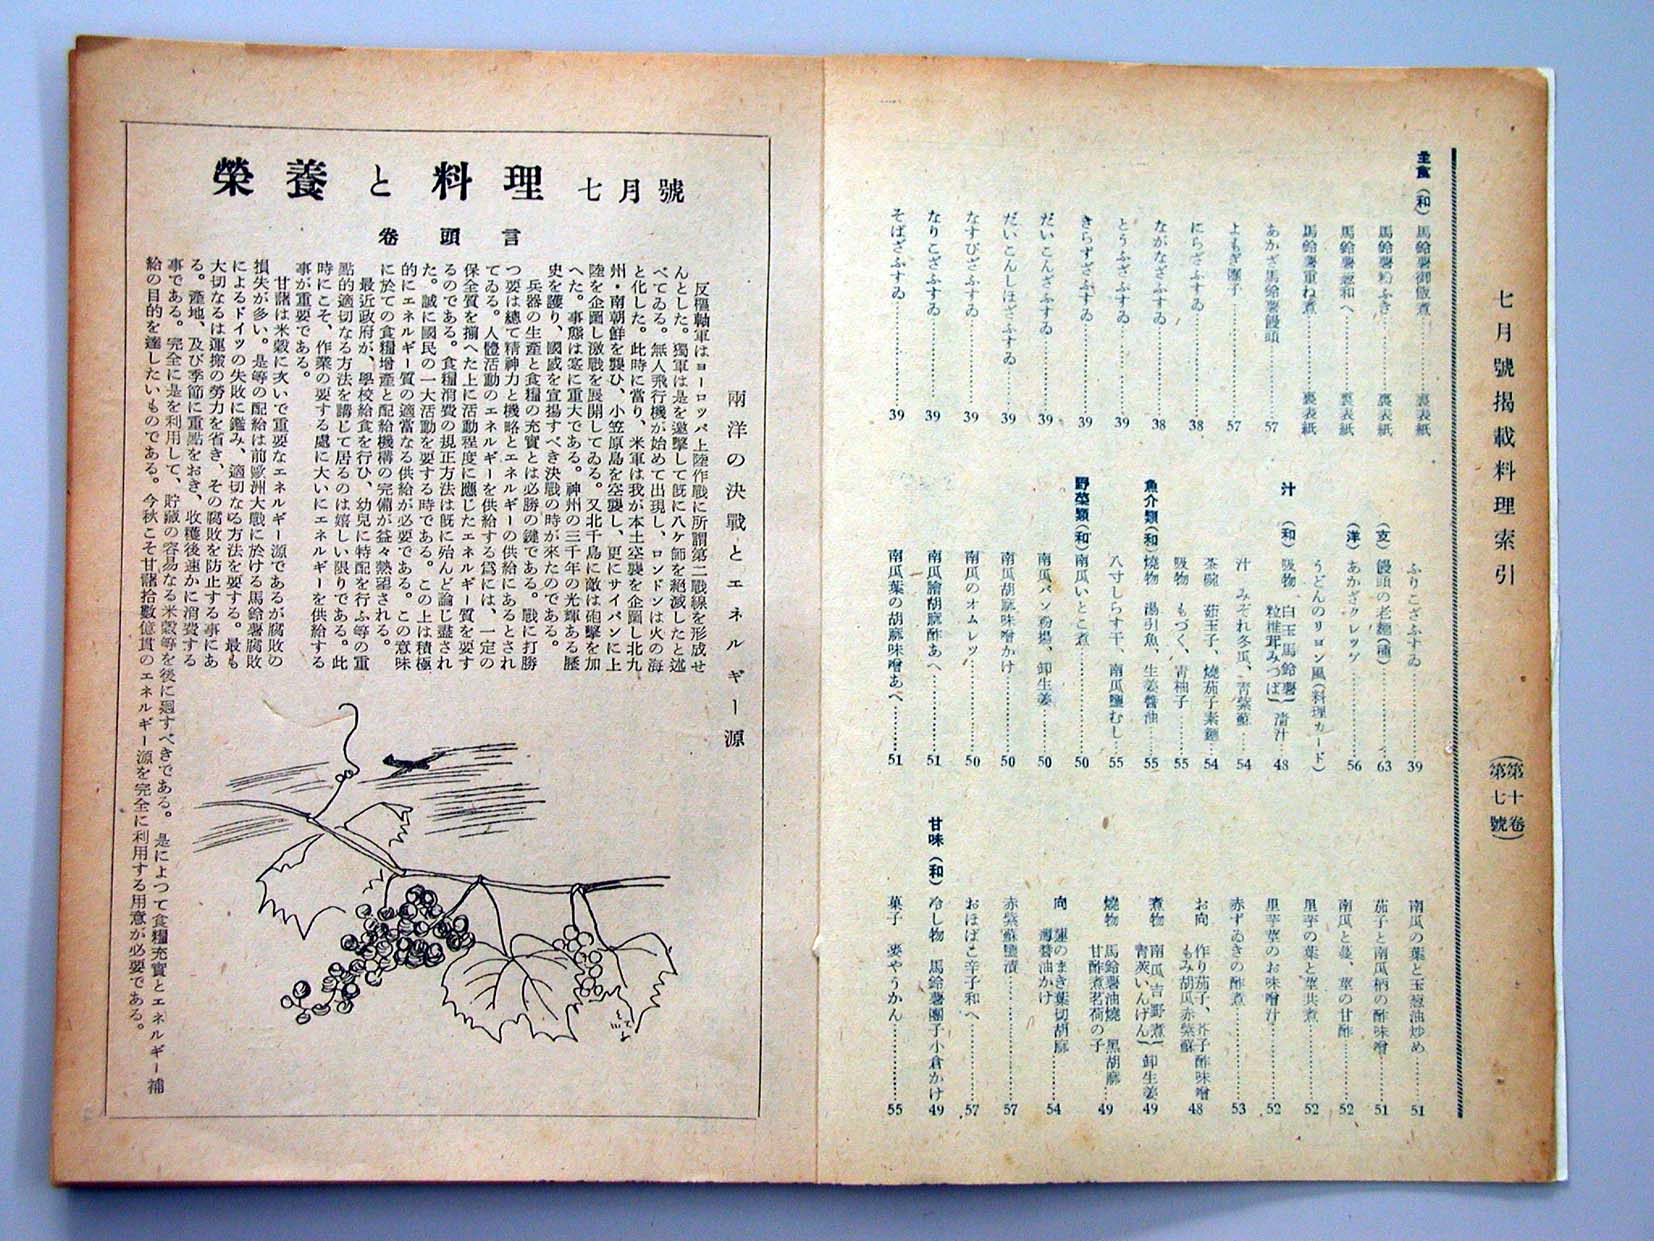 七月號揭載料理索引
(第十卷 第七號)
主食(和)
馬鈴薯御飯煮………裏表紙
馬鈴薯粉ふき………裏表紙
馬鈴薯葱和へ………裏表紙
馬鈴薯重ね煮………裏表紙
あかざ馬鈴薯饅頭………57
よもぎ團子………57
にらざふすゐ………38
ながなざふすゐ………38
とうふざふすゐ………39
きらずざふすゐ………39
だいこんざふすゐ………39
だいこんしほざふすゐ………39
なすびざふすゐ………39
なりこざふすゐ………39
そばざふすゐ………39
ふりこざふすゐ………39
(支) 饅頭の老麵(種)………63
(洋) あかざクレツゲ………56
うどんのリヨン風(料理カード)
汁 (和) 吸物、白玉馬鈴薯 粒椎茸みつば}清汁………48
汁 みぞれ冬瓜、青紫蘇………54
茶碗 茹玉子、燒茄子素麵………54
吸物 もづく、青柚子………55
魚介類(和) 燒物 湯引魚、生姜醬油………55
八寸しらす干、南瓜鹽むし………55
野菜類(和) 南瓜いとこ煮………50
南瓜パン粉揚、卸生姜………50
南瓜胡麻味噌かけ………50
南瓜のオムレツ………50
南瓜膾胡麻酢あへ………51
南瓜葉の胡麻味噌あへ………51
南瓜の葉と玉葱油炒め………51
茄子と南瓜柄の酢味噌………51
南瓜と蔓、莖の甘酢………52
里芋の葉と莖共煮………52
里芋莖のお味噌汁………52
赤ずゐきの酢煮………53
お向 作り茄子、芥子酢味噌 もみ胡瓜赤紫蘇………48
煮物 南瓜吉野煮 青莢いんげん}卸生姜………49
燒物 馬鈴薯油燒 黑胡麻 甘酢煮茗荷の子………49
向 蓮のまき葉切胡麻 薄醬油かけ………54
赤紫蘇鹽漬………57
おほばこ辛子和へ………57
甘味(和) 冷し物 馬鈴薯團子小倉かけ 49
菓子 麥やうかん………55
榮養と料理 七月號
卷頭言
兩洋の決戰とエネルギー源
反樞軸軍はヨーロッパ上陸作戰に所謂第二戰線を形成せ
んとした。獨軍は是を邀擊して既に八ケ師を絕滅したと述
べてゐる。無人飛行機が始めて出現し、ロンドンは火の海
と化した。此時に當り、米軍は我が本土空襲を企圖し北九
州・南朝鮮を襲ひ、小笠原島を空襲し、更にサイパンに上
陸を企圖し激戰を展開してゐる。又北千島に敵は砲擊を加
へた。事態は寔に重大である。神州の三千年の光輝ある歷
史を護り、國威を宣揚すべき決戰の時が來たのである。
兵器の生產と食糧の充實とは必勝の鍵である。戰に打勝
つ要は總て精神力と機略とエネルギーの供給にあるとされ
てゐる。人體活動のエネルギーを供給する爲には、一定の
保全質を攝へた上に活動程度に應じたエネルギー質を要す
るのである。食糧消費の規正方法は既に殆んど論じ盡され
た。誠に國民の一大活動を要する時である。この上は積極
的にエネルギー質の適當なる供給が必要である。この意味
に於ての食糧增產と配給機構の完備が益々熱望される。
最近政府が、學校給食を行ひ、幼兒に特配を行ふ等の重
點的適切なる方法を講じて居るのは嬉しい限りである。此
時にこそ、作業の要する處に大いにエネルギーを供給する
事が重要である。
甘藷は米穀に次いで重要なエネルギー源であるが腐敗の
損失が多い。是等の配給は前歐洲大戰に於ける馬鈴薯腐敗
によるドイツの失敗に鑑み、適切なる方法を要する。最も
大切なるは運搬の勞力を省き、その腐敗を防止する事にあ
る。產地、及び季節に重點をおき、收穫後速かに消費する
事である。完全に是を利用して、貯藏の容易なる米穀等を後に廻すべきである。是によつて食糧充實とエネルギー補
給の目的を達したいものである。今秋こそ甘藷拾數億貫のエネルギー源を完全に利用する用意が必要である。